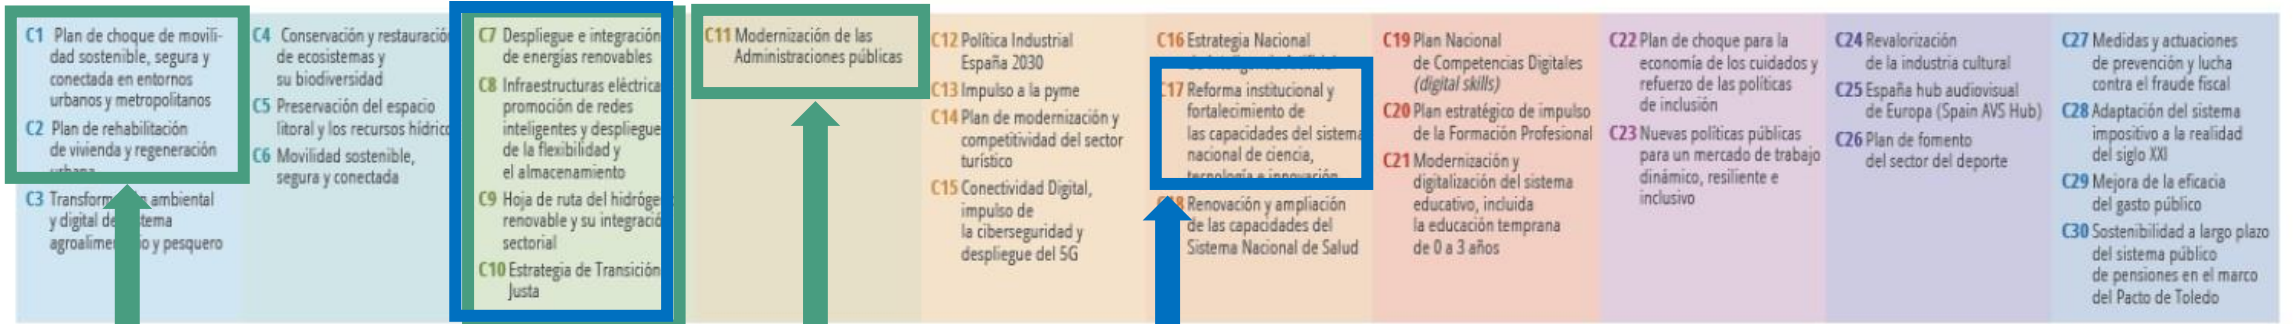 C1 Plan de choque de movili-
dad sostenible, segura y
conectada en entornos
urbanos y metropolitanos
C2 Plan de rehabilitación
de vivienda y regeneración
urbana
C3 ambiental
y digital
y pesquero
C4 Conservación y restauración
de ecosistemas y
su biodiversidad
C5 Preservación del espacio
litoral y los recursos hídric
C6 Movilidad sostenible,
segura y conectada
C7 Despliegue e integración
de energías renovables
C8 Infraestructuras eléctrica
promoción de redes
inteligentes y despliegue
de la flexibilidad y
el almacenamiento
C9 Hoja de ruta del hidróge
renovable y su integració
sectorial
C10 Estrategia de Transición
Justa
C11 Modernización de las
Administraciones públicas
C12 Política Industrial
España 2030
C13 Impulso a la pyme
C14 Plan de modernización y
competitividad del sector
turístico
C15 Conectividad Digital,
impulso de
la ciberseguridad y
despliegue del 5G
C16 Estrategia Nacional
C17 Reforma institucional y
fortalecimiento de
las capacidades del sistema
nacional de ciencia,
tecnología e innovación
Renovación y ampliación
de las capacidades del
Sistema Nacional de Salud
C19 Plan Nacional
de Competencias Digitales
(digital skills)
C20 Plan estratégico de impulso
de la Formación Profesional
C21 Modernización y
digitalización del sistema
educativo, incluida
la educación temprana
de 0 a 3 años
C22 Plan de choque para la
economía de los cuidados y
refuerzo de las políticas
de inclusión
C23 Nuevas políticas públicas
para un mercado de trabajo
dinámico, resiliente e
inclusivo
C24 Revalorización
de la industria cultural
C25 España hub audiovisual
de Europa (Spain AVS Hub)
C26 Plan de fomento
del sector del deporte
C27 Medidas y actuaciones
de prevención y lucha
contra el fraude fiscal
C28 Adaptación del sistema
impositivo a la realidad
del siglo XXI
C29 Mejora de la eficacia
del gasto público
C30 Sostenibilidad a largo plazo
del sistema público
de pensiones en el marco
del Pacto de Toledo